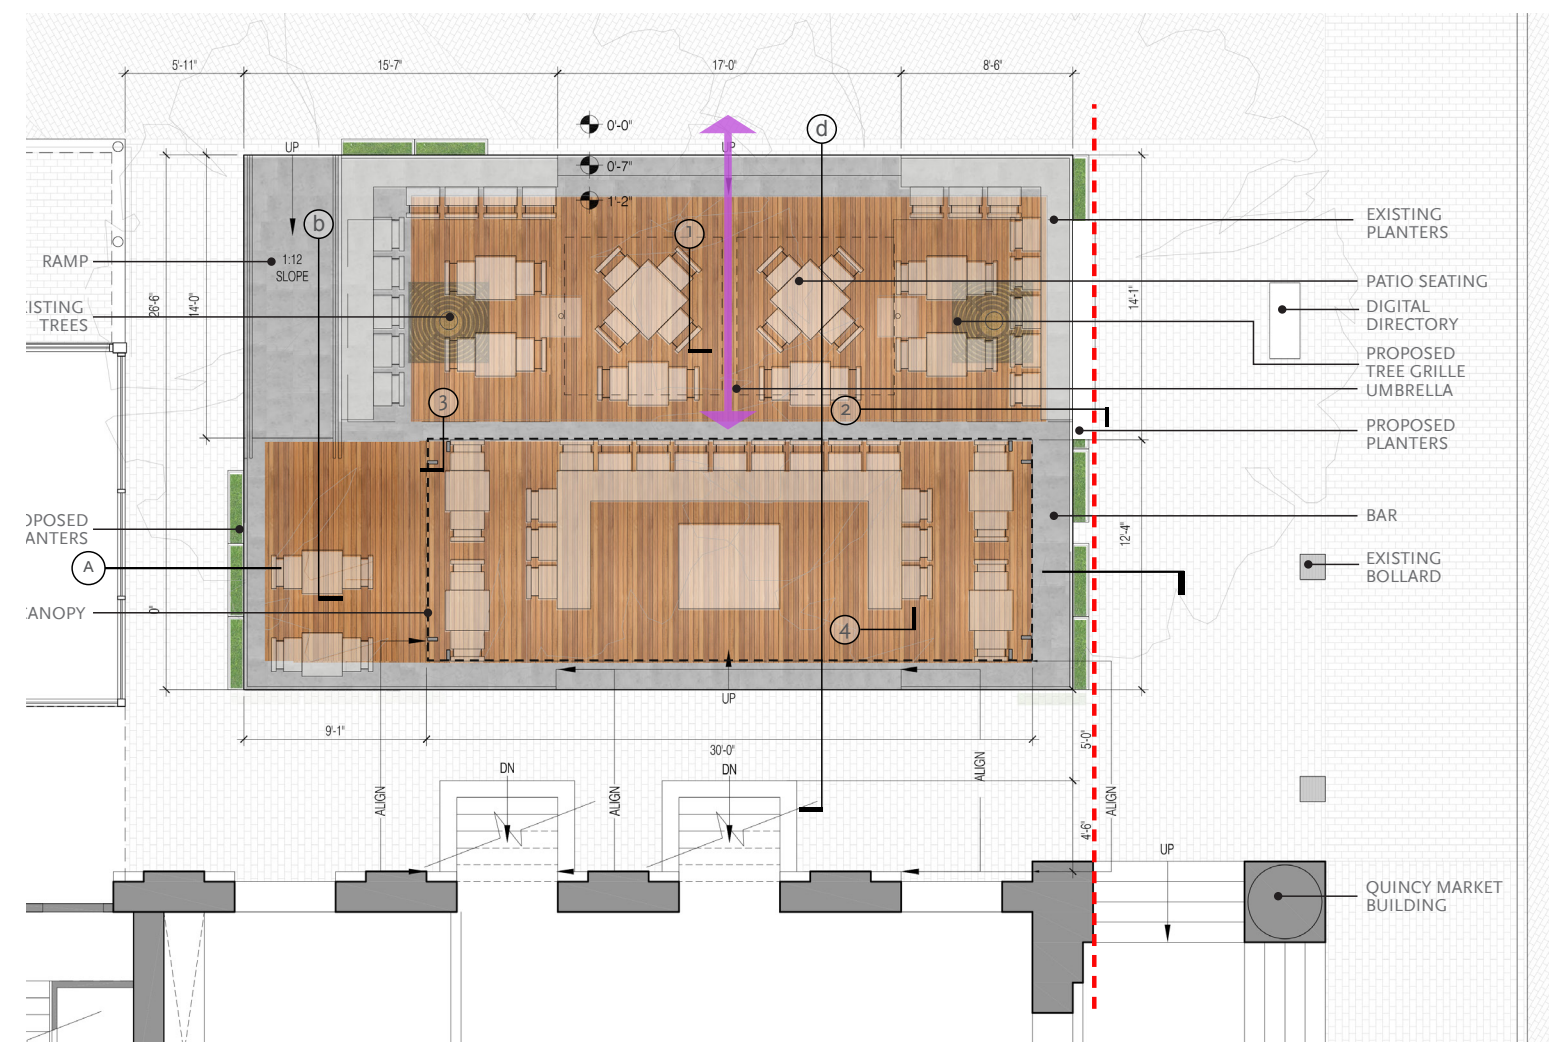 5'-11"
15'-7"
17'-0"
8'-6"
0'-0"
d
UP
UP
0'-7"
1'-2"
b
1
EXISTING
PLANTERS
RAMP
1:12
SLOPE
26'-6"
14'-0"
14'-1"
PATIO SEATING
DIGITAL
DIRECTORY
ISTING
TREES
PROPOSED
TREE GRILLE
UMBRELLA
3
2
PROPOSED
PLANTERS
OPOSED
ANTERS
BAR
12'-4"
A
EXISTING
BOLLARD
CANOPY
0"
4
UP
9'-1"
30'-0"
5'-0"
DN
DN
ALIGN
ALIGN
ALIGN
ALIGN
4'-6"
UP
QUINCY MARKET
BUILDING